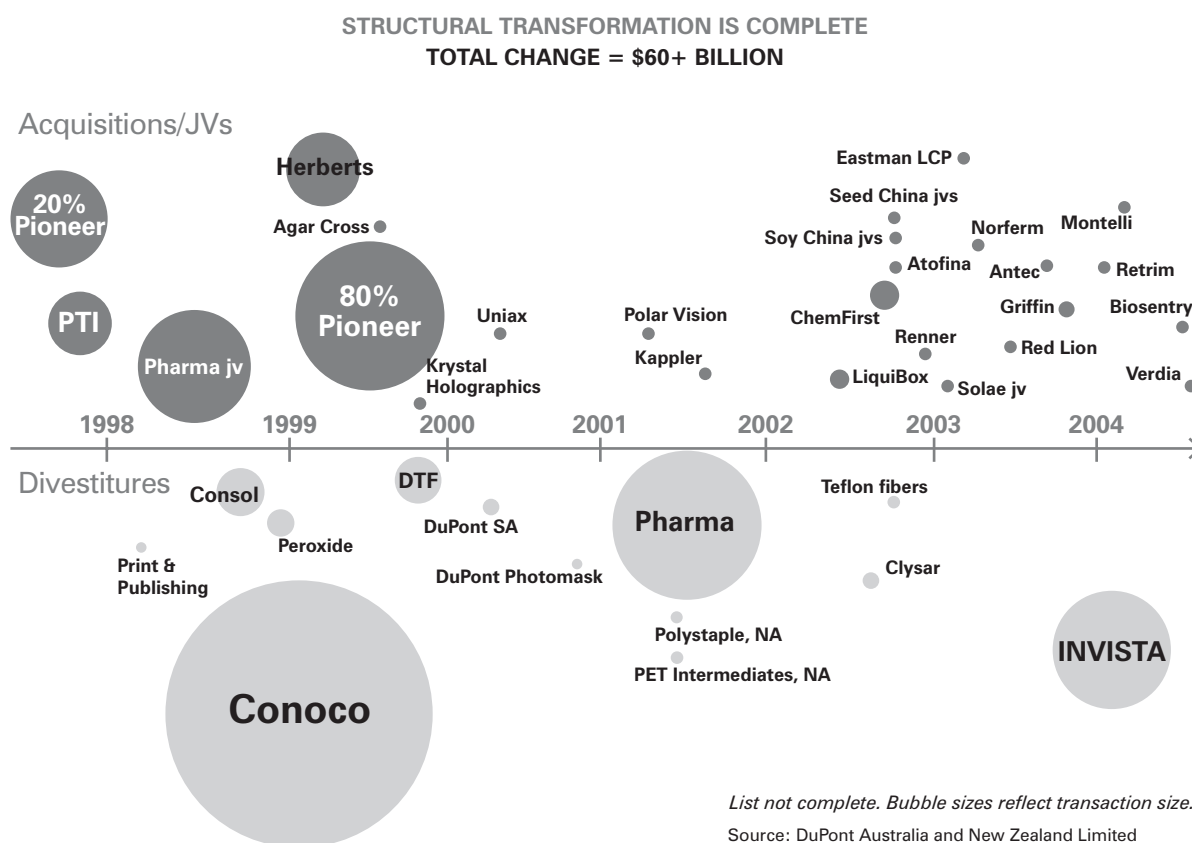 STRUCTURAL TRANSFORMATION IS COMPLETE
TOTAL CHANGE = $60+ BILLION
Acquisitions/JVs
20%
Pioneer
PTI
Pharma jv
Herberts
Agar Cross
80%
Pioneer
Krystal
Holographics
Uniax
Polar Vision
Kappler
Eastman LCP
Seed China jvs
Soy China jvs
Atofina
ChemFirst
Renner
LiquiBox
Solae jv
Norferm
Antec
Griffin
Red Lion
Montelli
Retrim
Biosentry
Verdia
1998
1999
2000
2001
2002
2003
2004
Divestitures
Consol
Peroxide
Print &
Publishing
Conoco
DTF
DuPont SA
DuPont Photomask
Pharma
Polystaple, NA
PET Intermediates, NA
Teflon fibers
Clysar
INVISTA
List not complete. Bubble sizes reflect transaction size.
Source: DuPont Australia and New Zealand Limited